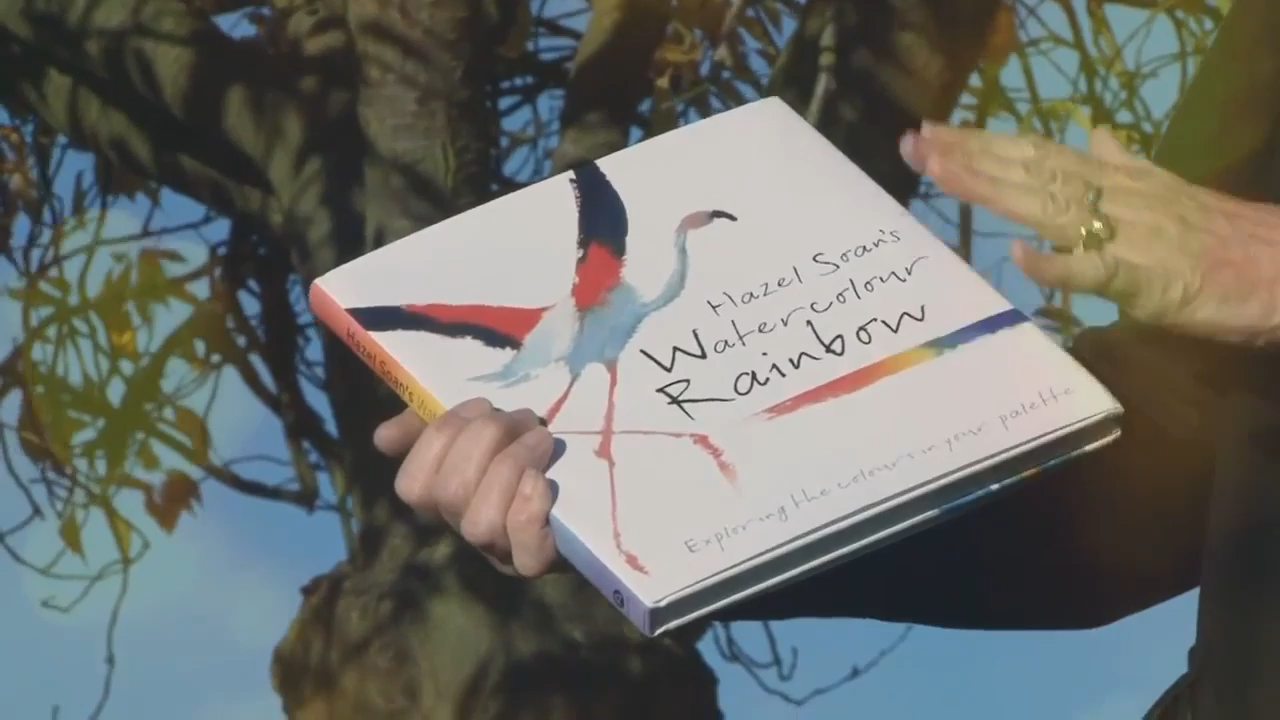 Hazel Soan's
Watercolour
Rainbow
Exploring the colours in your palette
Hazel Soan's